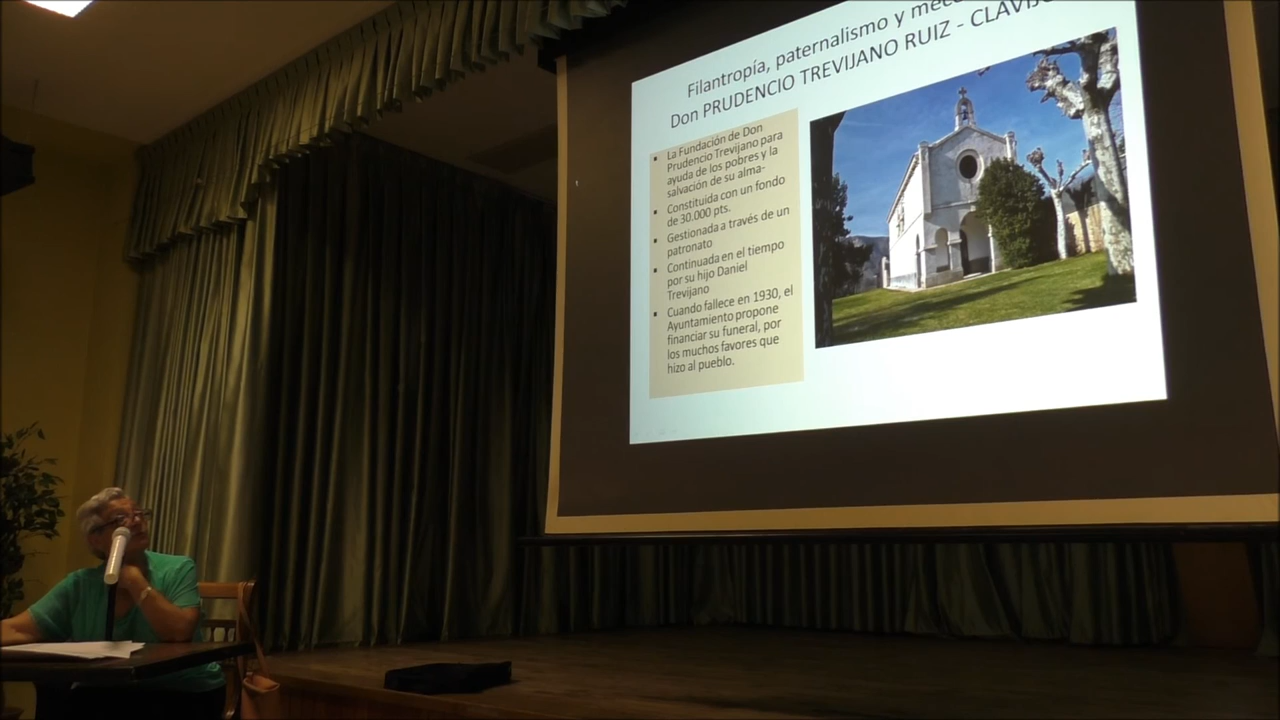 Filantropía, paternalismo y
Don PRUDENCIO TREVIJANO RUIZ - CLAVIJO
La Fundación de Don
Prudencio Trevijano para
ayuda de los pobres y la
salvación de su alma-
Constituida con un fondo
de 30.000 pts.
Gestionada a través de un
patronato
Continuada en el tiempo
por su hijo Daniel
Trevijano
Cuando fallece en 1930, el
Ayuntamiento propone
financiar su funeral, por
los muchos favores que
hizo al pueblo.